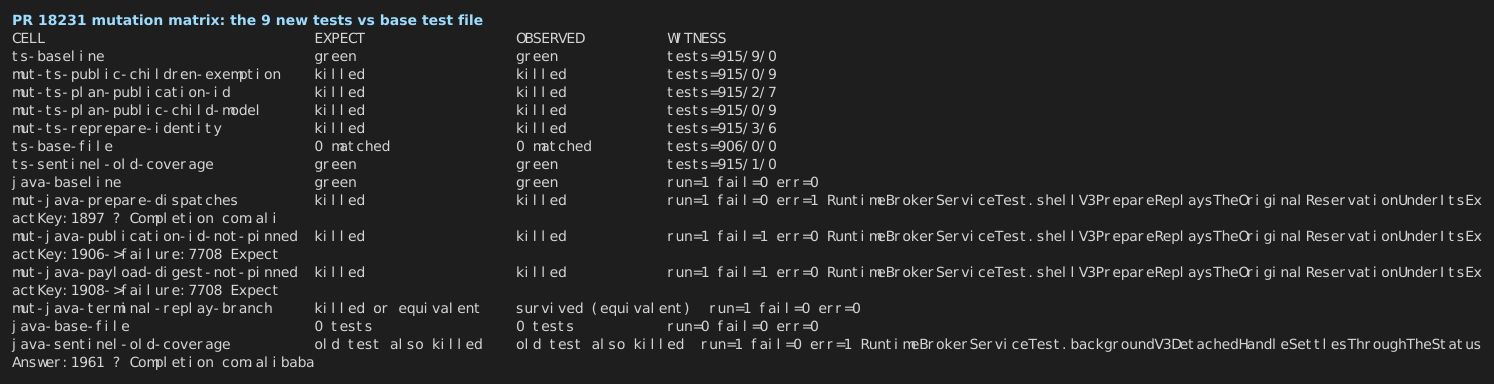 PR 18231 mutation matrix: the 9 new tests vs base test file
CELL EXPECT OBSERVED WITNESS
ts-baseline green green tests=915/9/0
mut-ts-public-children-exemption killed killed tests=915/0/9
mut-ts-plan-publication-id killed killed tests=915/2/7
mut-ts-plan-public-child-model killed killed tests=915/0/9
mut-ts-reprepare-identity killed killed tests=915/3/6
ts-base-file 0 matched 0 matched tests=906/0/0
ts-sentinel-old-coverage green green tests=915/1/0
java-baseline green green run=1 fail=0 err=0
mut-java-prepare-dispatches killed killed run=1 fail=0 err=1 RuntimeBrokerServiceTest.shellV3PrepareReplaysTheOriginalReservationUnderItsEx
actKey:1897 ? Completion com.ali
mut-java-publication-id-not-pinned killed killed run=1 fail=1 err=0 RuntimeBrokerServiceTest.shellV3PrepareReplaysTheOriginalReservationUnderItsEx
actKey:1906->failure:7708 Expect
mut-java-payload-digest-not-pinned killed killed run=1 fail=1 err=0 RuntimeBrokerServiceTest.shellV3PrepareReplaysTheOriginalReservationUnderItsEx
actKey:1908->failure:7708 Expect
mut-java-terminal-replay-branch killed or equivalent survived (equivalent) run=1 fail=0 err=0
java-base-file 0 tests 0 tests run=0 fail=0 err=0
java-sentinel-old-coverage old test also killed old test also killed run=1 fail=0 err=1 RuntimeBrokerServiceTest.backgroundV3DetachedHandleSettlesThroughTheStatus
Answer:1961 ? Completion com.alibaba